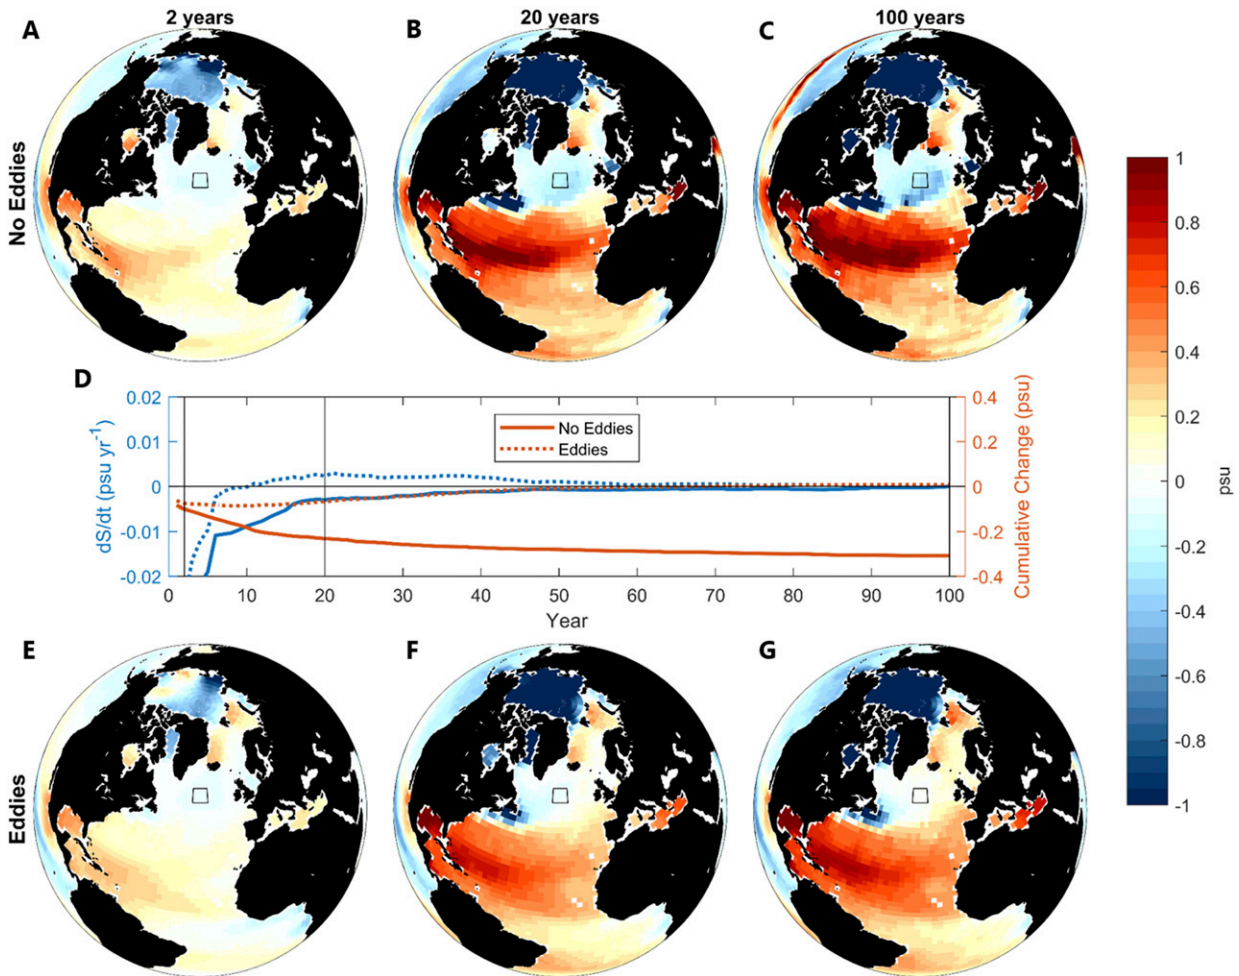 2 years
20 years
100 years
A
B
C
No Eddies
1
0.8
0.6
0.4
0.2
0
-0.2
-0.4
-0.6
-0.8
-1
psu
D
0.02
0.01
0
-0.01
-0.02
dS/dt (psu yr-1)
No Eddies
Eddies
0.4
0.2
0
-0.2
-0.4
Cumulative Change (psu)
0 10 20 30 40 50 60 70 80 90 100
Year
E
F
G
Eddies